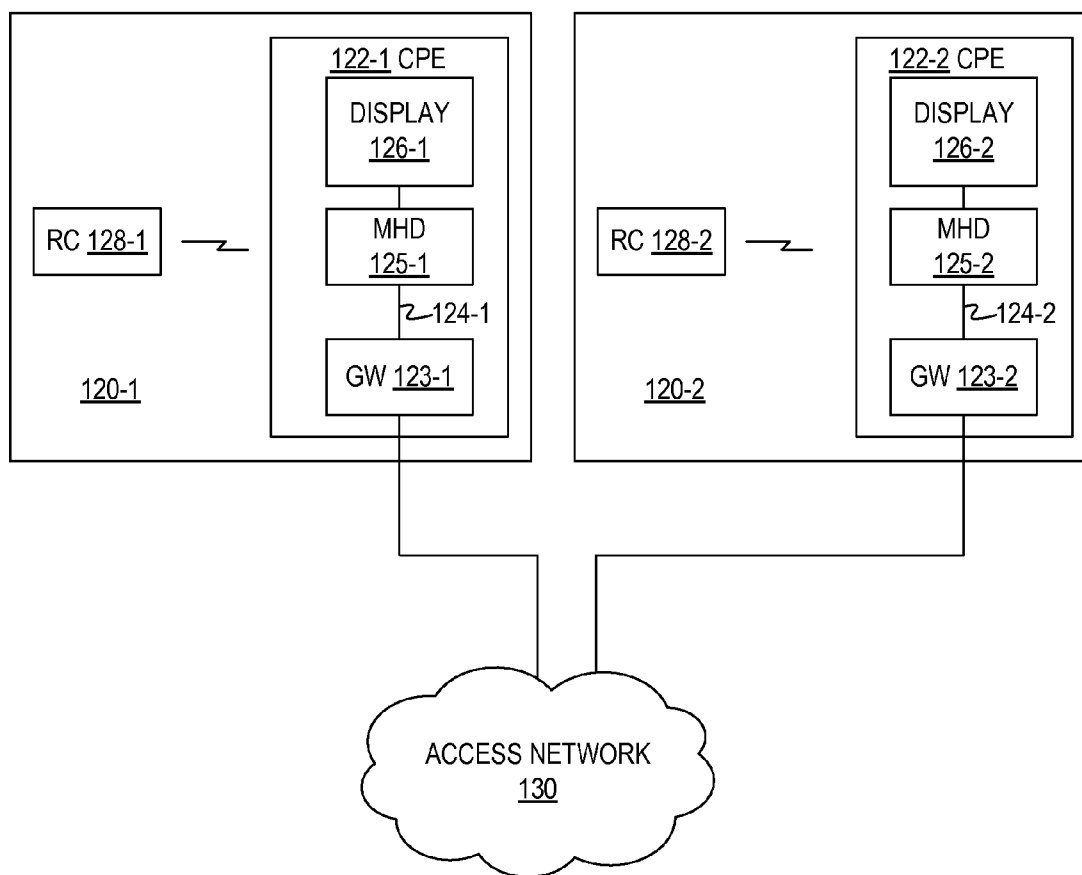 122-1 CPE
DISPLAY
126-1
RC 128-1
MHD
125-1
124-1
GW 123-1
120-1
122-2 CPE
DISPLAY
126-2
RC 128-2
MHD
125-2
124-2
GW 123-2
120-2
ACCESS NETWORK
130